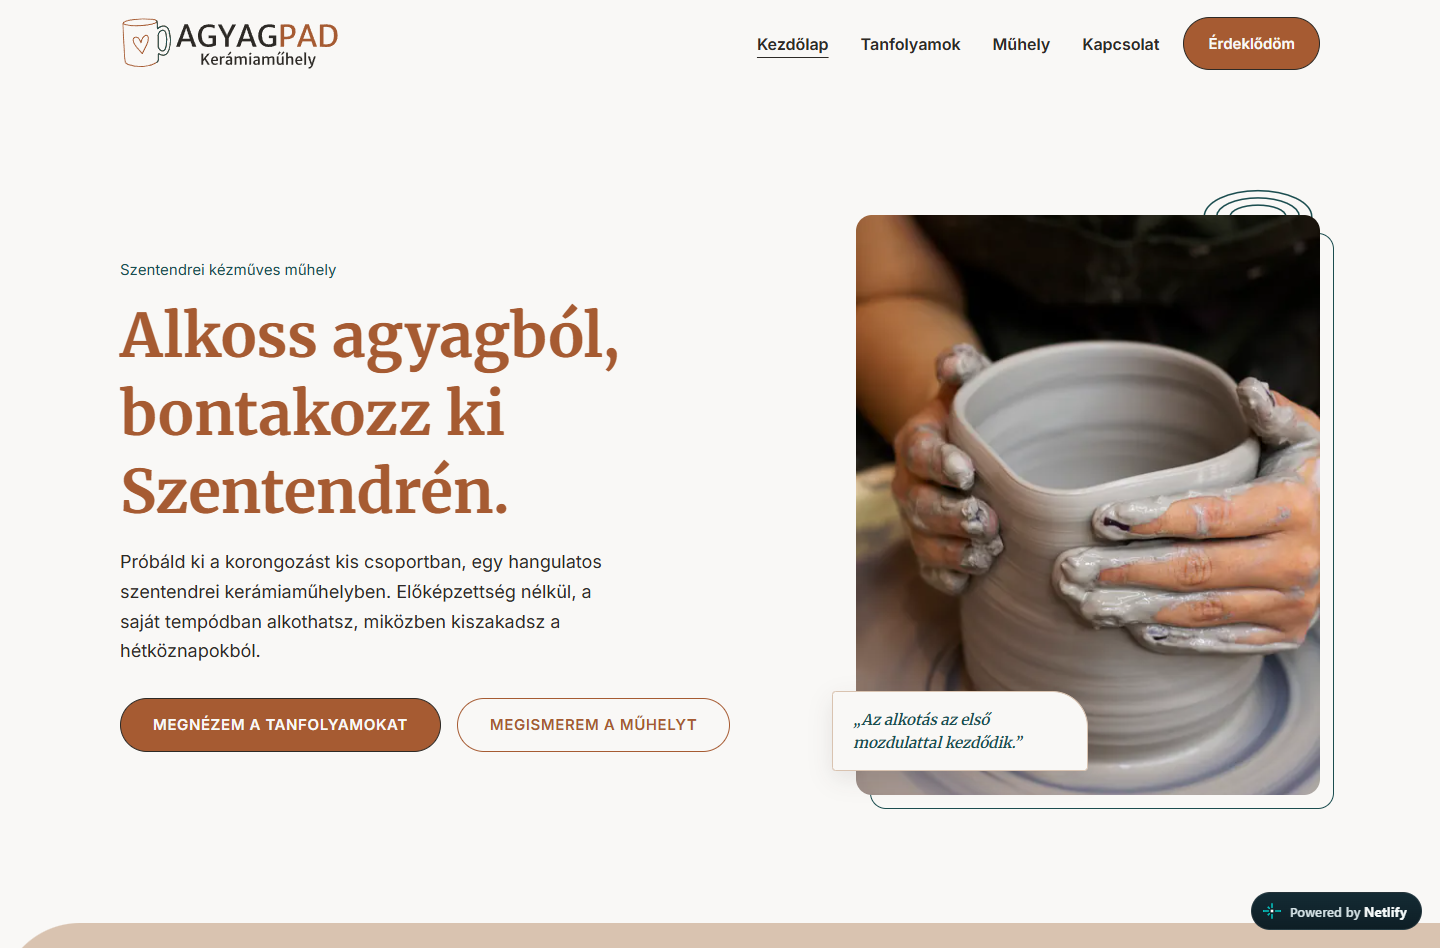 AGYAGPAD
Kerámiaműhely
Kezdőlap
Tanfolyamok
Műhely
Kapcsolat
Érdeklődöm
Szentendrei kézműves műhely
Alkoss agyagból,
bontakozz ki
Szentendrén.
Próbáld ki a korongozást kis csoportban, egy hangulatos
szentendrei kerámiaműhelyben. Előképzettség nélkül, a
saját tempódban alkothatsz, miközben kiszakadsz a
hétköznapokból.
MEGNÉZEM A TANFOLYAMOKAT
MEGISMEREM A MŰHELYT
„Az alkotás az első
mozdulattal kezdődik.”
Powered by Netlify